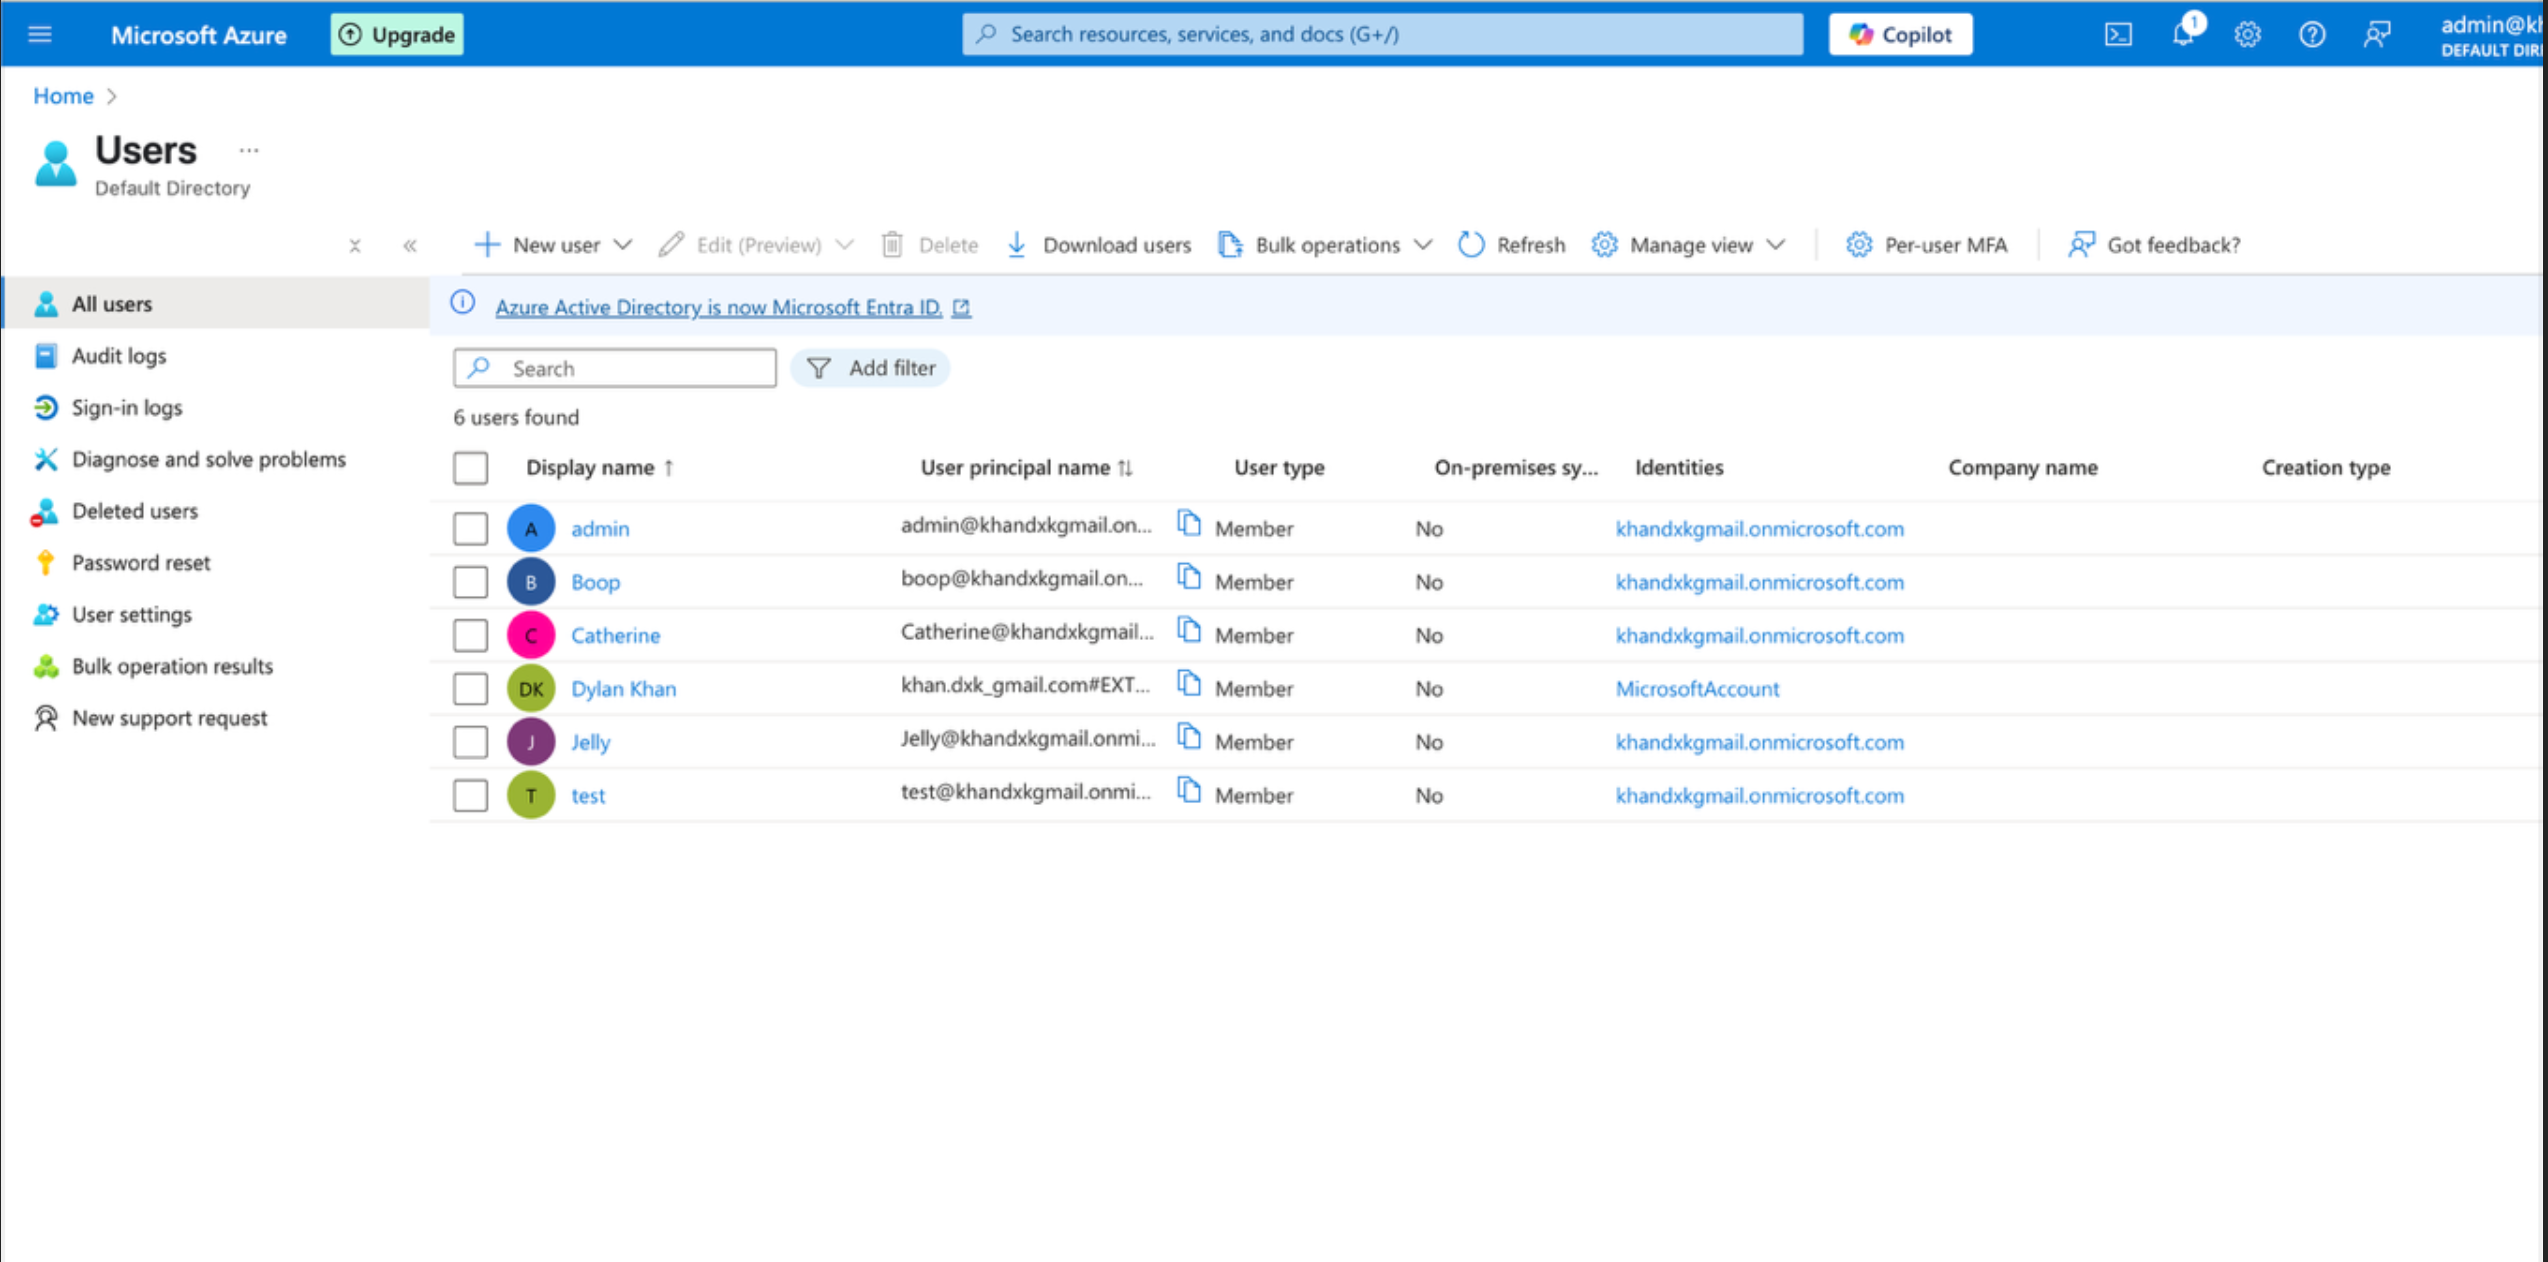 Microsoft Azure Upgrade Search resources, services, and docs (G+/) Copilot 1 admin@kh
DEFAULT DIR
Home
Users ...
Default Directory
New user Edit (Preview) Delete Download users Bulk operations Refresh Manage view Per-user MFA Got feedback?
All users
Audit logs
Sign-in logs
Diagnose and solve problems
Deleted users
Password reset
User settings
Bulk operation results
New support request
Azure Active Directory is now Microsoft Entra ID.
Search Add filter
6 users found
Display name ↑ User principal name ↑↓ User type On-premises sy... Identities Company name Creation type
A admin admin@khandxkgmail.on... Member No khandxkgmail.onmicrosoft.com
B Boop boop@khandxkgmail.on... Member No khandxkgmail.onmicrosoft.com
C Catherine Catherine@khandxkgmail... Member No khandxkgmail.onmicrosoft.com
DK Dylan Khan khan.dxk_gmail.com#EXT... Member No MicrosoftAccount
J Jelly Jelly@khandxkgmail.onmi... Member No khandxkgmail.onmicrosoft.com
T test test@khandxkgmail.onmi... Member No khandxkgmail.onmicrosoft.com